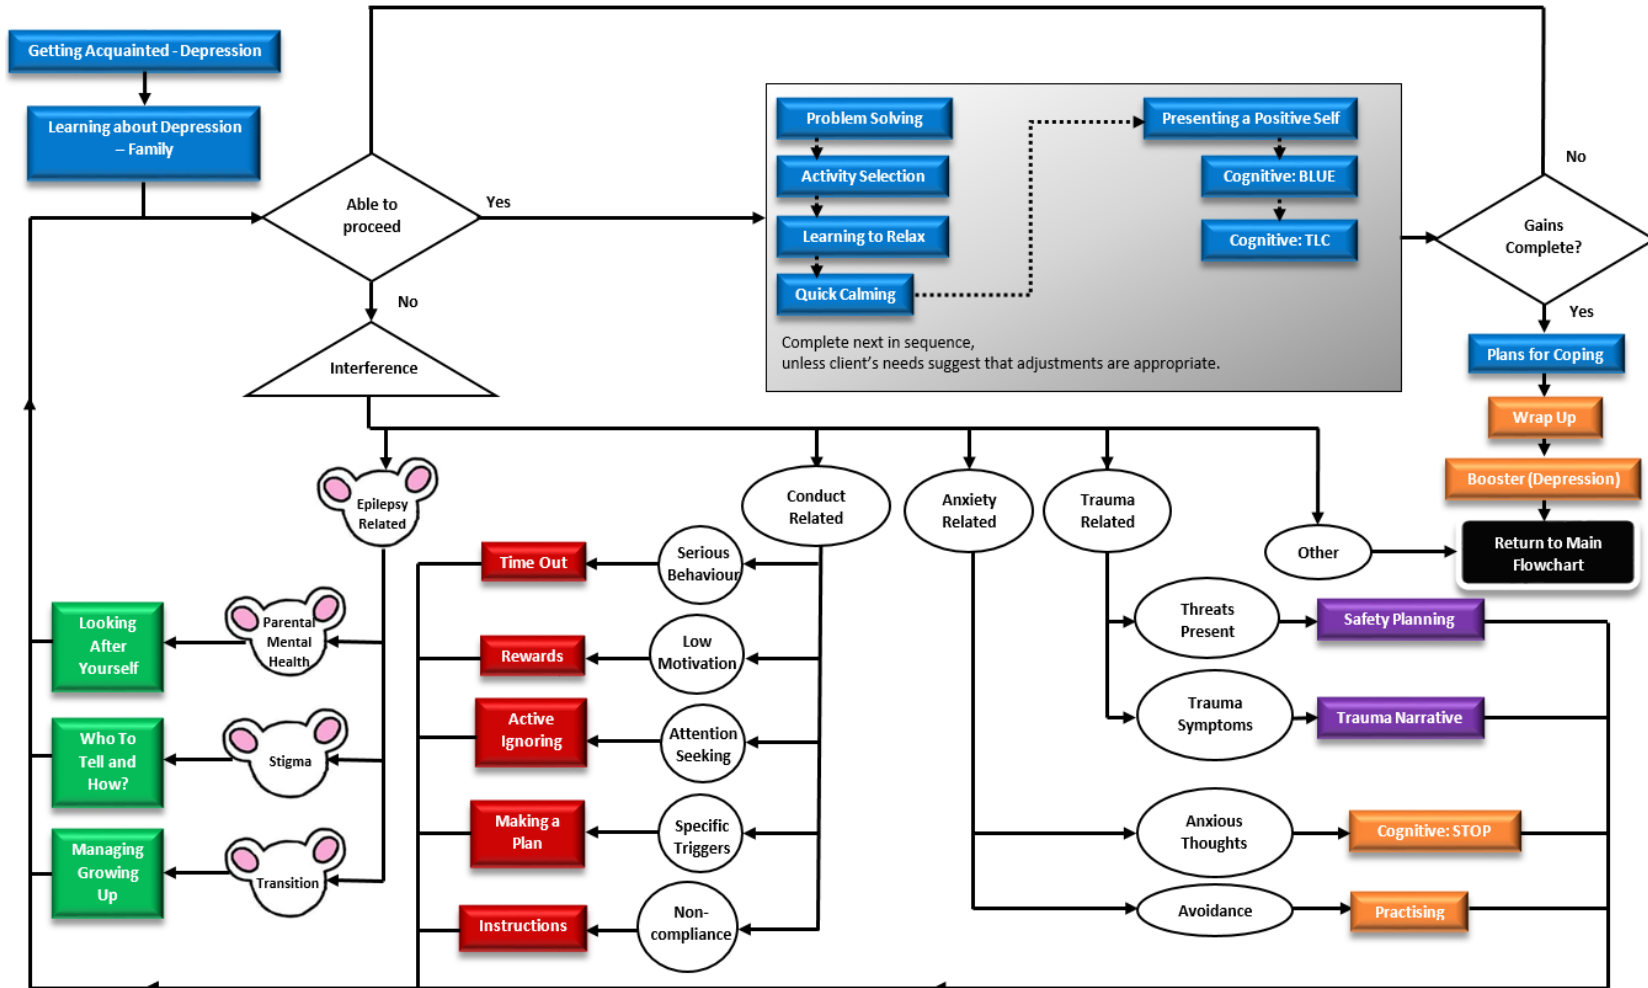 Getting Acquainted - Depression
Learning about Depression
– Family
Able to
proceed
Yes
No
Interference
Problem Solving
Activity Selection
Learning to Relax
Quick Calming
Presenting a Positive Self
Cognitive: BLUE
Cognitive: TLC
Complete next in sequence,
unless client's needs suggest that adjustments are appropriate.
No
Gains
Complete?
Yes
Plans for Coping
Wrap Up
Booster (Depression)
Return to Main
Flowchart
Epilepsy
Related
Conduct
Related
Anxiety
Related
Trauma
Related
Other
Parental
Mental
Health
Looking
After
Yourself
Stigma
Who To
Tell and
How?
Transition
Managing
Growing
Up
Serious
Behaviour
Time Out
Low
Motivation
Rewards
Attention
Seeking
Active
Ignoring
Specific
Triggers
Making a
Plan
Non-
compliance
Instructions
Threats
Present
Safety Planning
Trauma
Symptoms
Trauma Narrative
Anxious
Thoughts
Cognitive: STOP
Avoidance
Practising